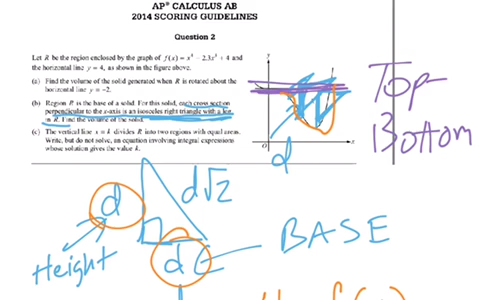 AP® CALCULUS AB
2014 SCORING GUIDELINES
Question 2
Let R be the region enclosed by the graph of f(x) = x⁴ − 2.3x³ + 4 and
the horizontal line y = 4, as shown in the figure above.
(a) Find the volume of the solid generated when R is rotated about the
horizontal line y = −2.
(b) Region R is the base of a solid. For this solid, each cross section
perpendicular to the x-axis is an isosceles right triangle with a leg
in R. Find the volume of the solid.
(c) The vertical line x = k divides R into two regions with equal areas.
Write, but do not solve, an equation involving integral expressions
whose solution gives the value k.
y
O
x
d
Top
Bottom
d
d√2
d
BASE
Height